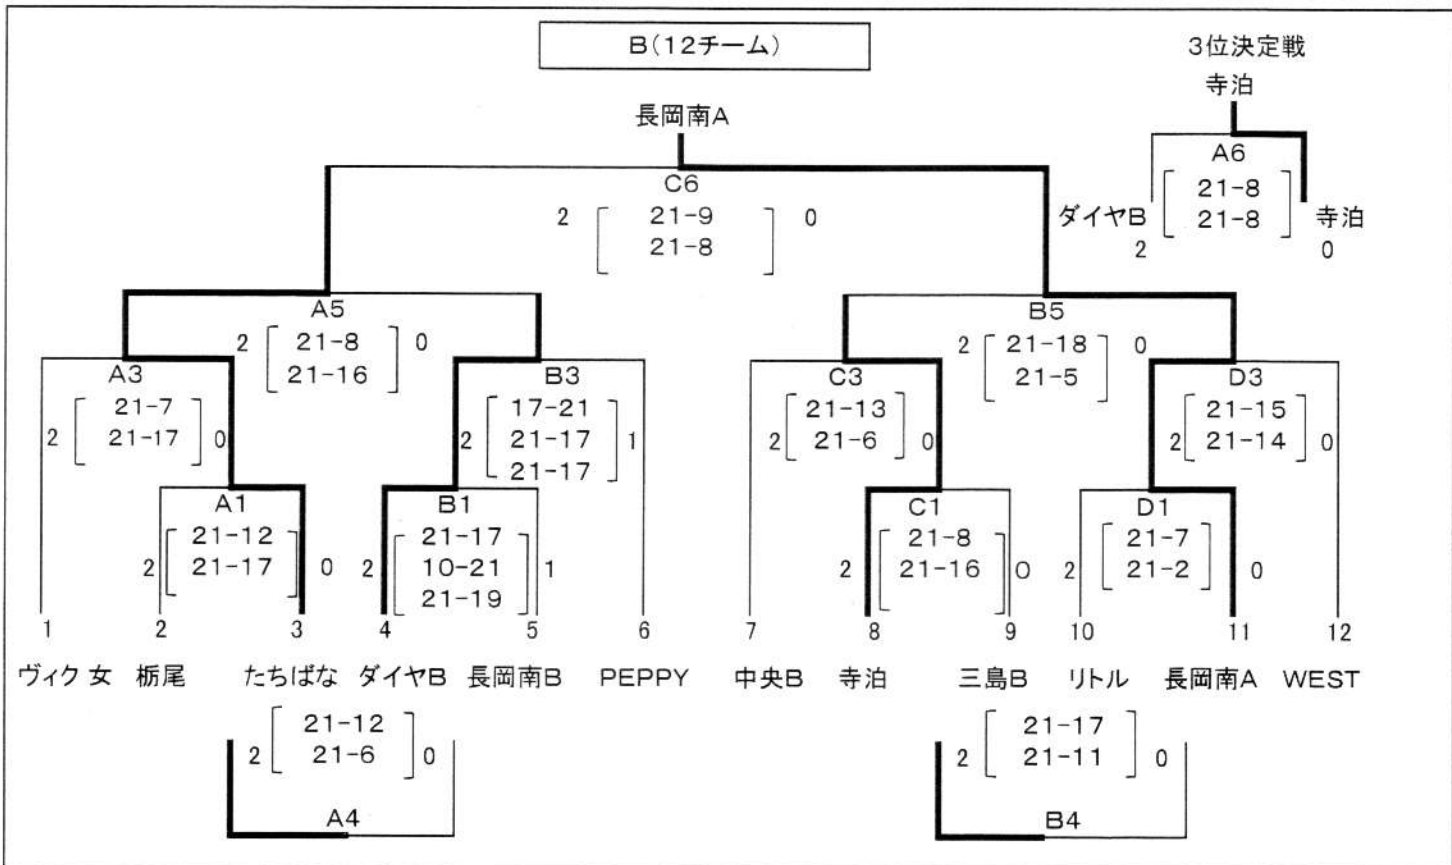 B(12チーム)
3位決定戦
寺泊
長岡南A
A6
21-8
21-8
ダイヤB 寺泊
2 0
C6
2 21-9 0
21-8
A5
2 21-8 0
21-16
B5
2 21-18 0
21-5
A3
21-7
2 21-17 0
B3
17-21
2 21-17 1
21-17
C3
21-13
2 21-6 0
D3
21-15
2 21-14 0
A1
21-12
2 21-17 0
B1
21-17
2 10-21 1
21-19
C1
21-8
2 21-16 0
D1
21-7
2 21-2 0
1 2 3 4 5 6 7 8 9 10 11 12
ヴィク 女 栃尾 たちばな ダイヤB 長岡南B PEPPY 中央B 寺泊 三島B リトル 長岡南A WEST
21-12
2 21-6 0
A4
21-17
2 21-11 0
B4